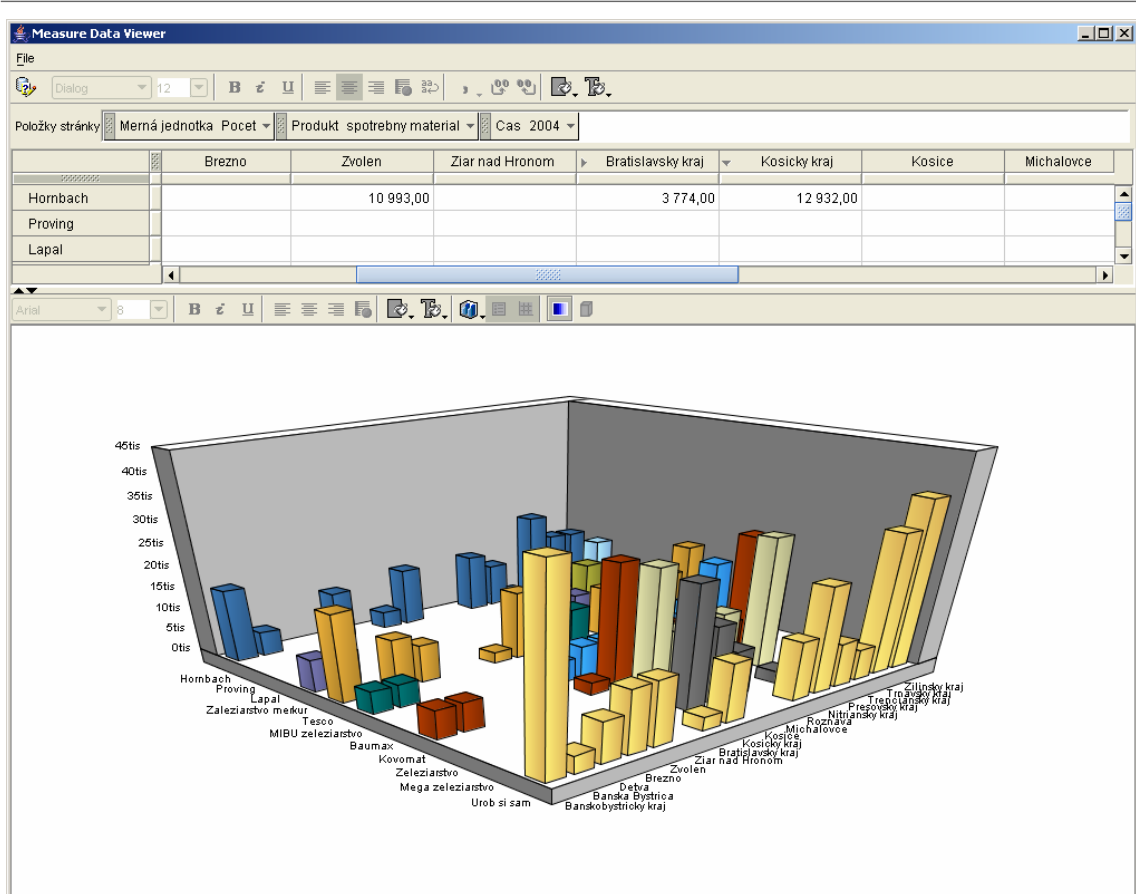 Measure Data Viewer
File
Dialog 12 B i U
Položky stránky Merná jednotka Pocet Produkt spotrebny material Cas 2004
Brezno Zvolen Ziar nad Hronom Bratislavsky kraj Kosicky kraj Kosice Michalovce
Hornbach 10 993,00 3 774,00 12 932,00
Proving
Lapal
Arial 8 B i U
45tis
40tis
35tis
30tis
25tis
20tis
15tis
10tis
5tis
0tis
Hornbach
Proving
Lapal
Zaleziarstvo merkur
Tesco
MIBU zeleziarstvo
Baumax
Kovomat
Zeleziarstvo
Mega zeleziarstvo
Urob si sam
Banskobystricky kraj
Banska Bystrica
Detva
Brezno
Zvolen
Ziar nad Hronom
Bratislavsky kraj
Kosicky kraj
Kosice
Michalovce
Roznava
Nitriansky kraj
Presovsky kraj
Trenciansky kraj
Trnavsky kraj
Zilinsky kraj